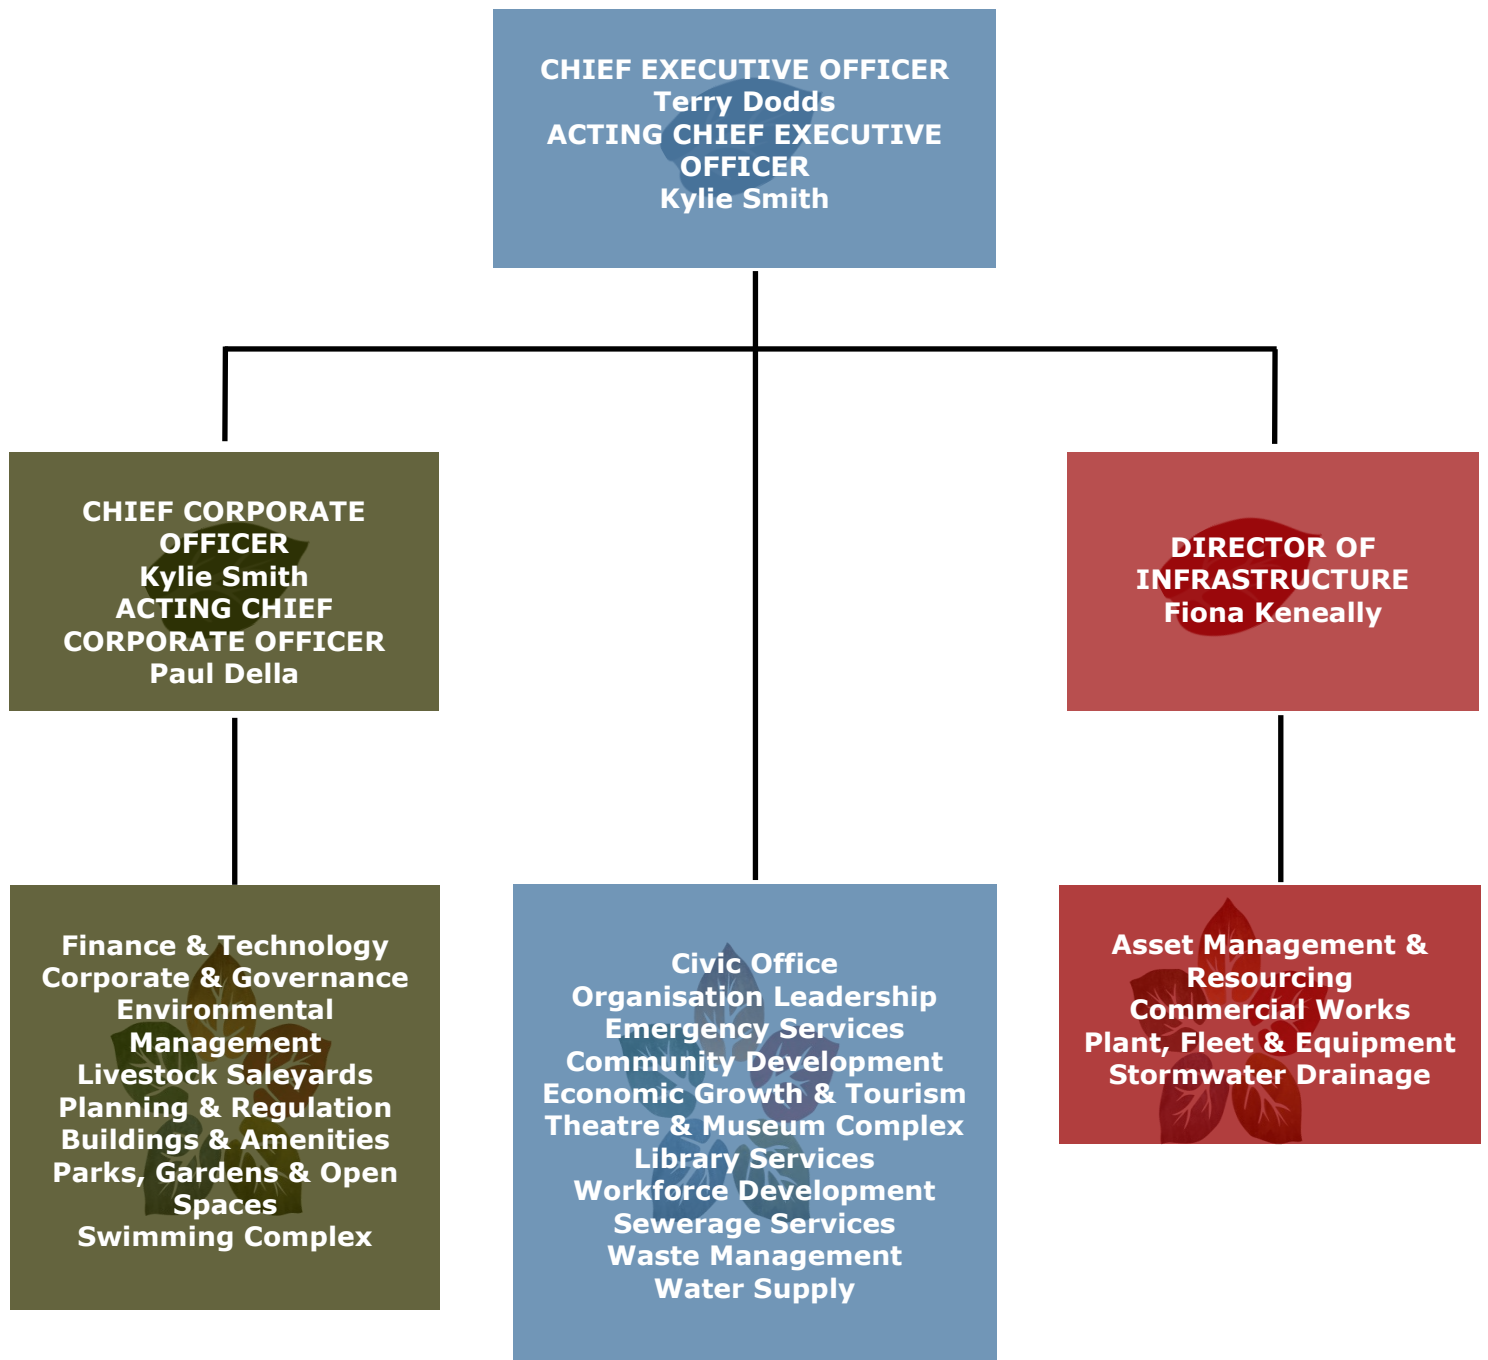 CHIEF EXECUTIVE OFFICER
Terry Dodds
ACTING CHIEF EXECUTIVE
OFFICER
Kylie Smith
CHIEF CORPORATE
OFFICER
Kylie Smith
ACTING CHIEF
CORPORATE OFFICER
Paul Della
DIRECTOR OF
INFRASTRUCTURE
Fiona Keneally
Finance & Technology
Corporate & Governance
Environmental
Management
Livestock Saleyards
Planning & Regulation
Buildings & Amenities
Parks, Gardens & Open
Spaces
Swimming Complex
Civic Office
Organisation Leadership
Emergency Services
Community Development
Economic Growth & Tourism
Theatre & Museum Complex
Library Services
Workforce Development
Sewerage Services
Waste Management
Water Supply
Asset Management &
Resourcing
Commercial Works
Plant, Fleet & Equipment
Stormwater Drainage